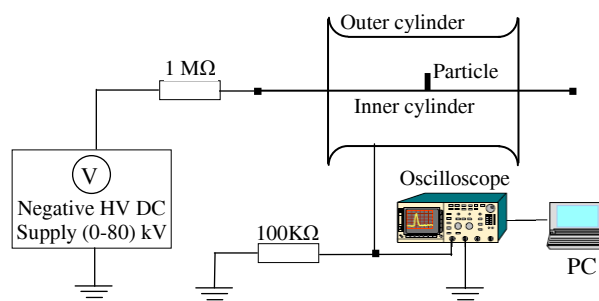 Outer cylinder
1 MΩ
Particle
Inner cylinder
V
Negative HV DC
Supply (0-80) kV
Oscilloscope
100KΩ
PC